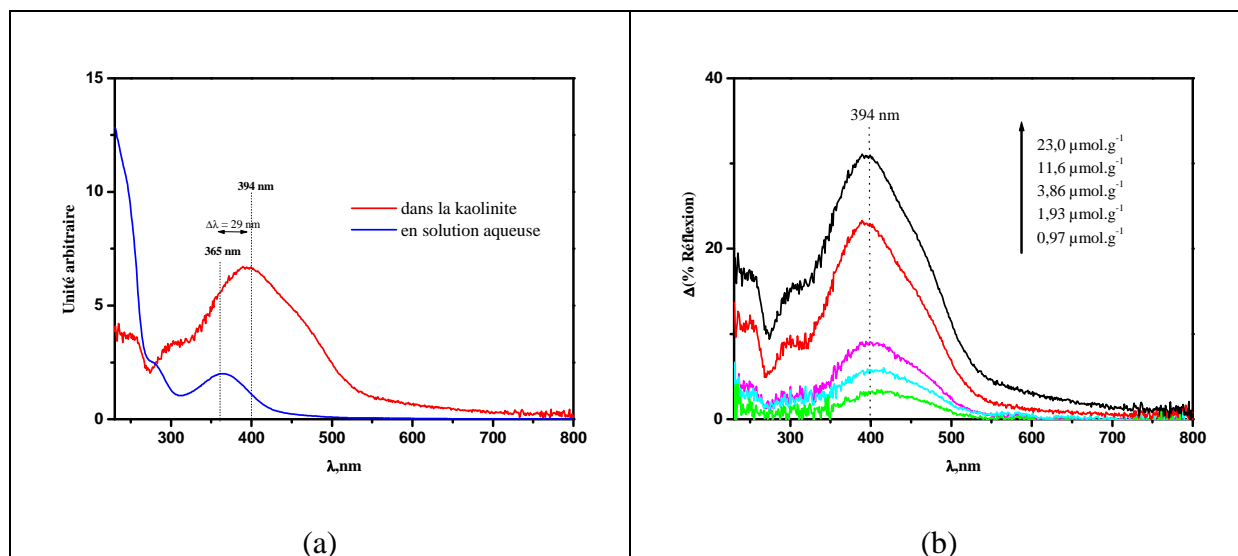 15
10
5
0
Unité arbitraire
300 400 500 600 700 800
λ,nm
394 nm
Δλ = 29 nm
365 nm
dans la kaolinite
en solution aqueuse
(a)
40
20
0
Δ(% Réflexion)
300 400 500 600 700 800
λ,nm
394 nm
23,0 µmol.g-1
11,6 µmol.g-1
3,86 µmol.g-1
1,93 µmol.g-1
0,97 µmol.g-1
(b)